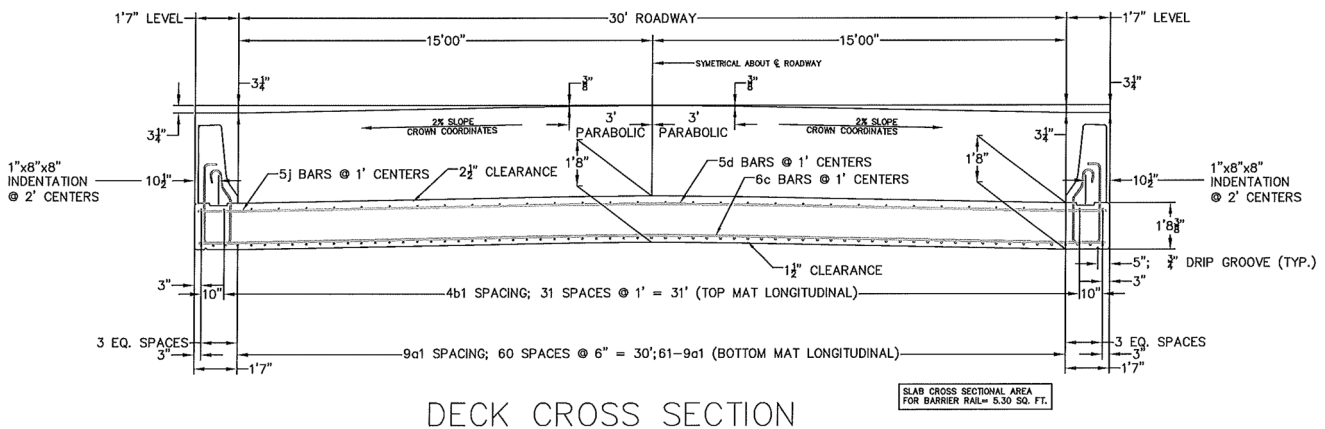 1'7" LEVEL
30' ROADWAY
1'7" LEVEL
15'00"
15'00"
SYMETRICAL ABOUT ℄ ROADWAY
3¼"
⅜"
⅜"
3¼"
3¼"
2% SLOPE
CROWN COORDINATES
3'
PARABOLIC
3'
PARABOLIC
2% SLOPE
CROWN COORDINATES
3¼"
1"x8"x8"
INDENTATION
@ 2' CENTERS
10½"
5j BARS @ 1' CENTERS
2½" CLEARANCE
1'8"
5d BARS @ 1' CENTERS
6c BARS @ 1' CENTERS
1'8"
10½"
1"x8"x8"
INDENTATION
@ 2' CENTERS
1'8⅜"
1½" CLEARANCE
5"; ¾" DRIP GROOVE (TYP.)
3"
3"
10"
4b1 SPACING; 31 SPACES @ 1' = 31' (TOP MAT LONGITUDINAL)
10"
3 EQ. SPACES
3 EQ. SPACES
3"
9a1 SPACING; 60 SPACES @ 6" = 30';61-9a1 (BOTTOM MAT LONGITUDINAL)
3"
1'7"
1'7"
SLAB CROSS SECTIONAL AREA
FOR BARRIER RAIL= 5.30 SQ. FT.
DECK CROSS SECTION